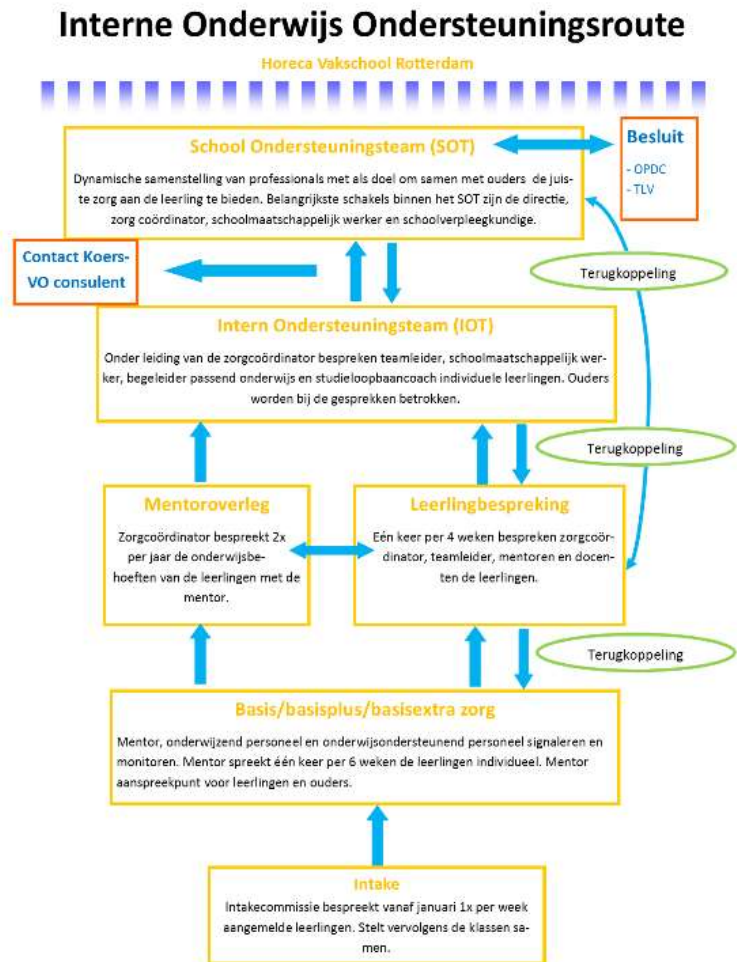 Interne Onderwijs Ondersteuningsroute
Horeca Vakschool Rotterdam
School Ondersteuningsteam (SOT)
Dynamische samenstelling van professionals met als doel om samen met ouders de juis-
te zorg aan de leerling te bieden. Belangrijkste schakels binnen het SOT zijn de directie,
zorg coördinator, schoolmaatschappelijk werker en schoolverpleegkundige.
Besluit
- OPDC
- TLV
Contact Koers-
VO consulent
Terugkoppeling
Intern Ondersteuningsteam (IOT)
Onder leiding van de zorgcoördinator bespreken teamleider, schoolmaatschappelijk wer-
ker, begeleider passend onderwijs en studieloopbaancoach individuele leerlingen. Ouders
worden bij de gesprekken betrokken.
Terugkoppeling
Mentoroverleg
Zorgcoördinator bespreekt 2x
per jaar de onderwijsbe-
hoeften van de leerlingen met de
mentor.
Leerlingbespreking
Eén keer per 4 weken bespreken zorgcoör-
dinator, teamleider, mentoren en docen-
ten de leerlingen.
Terugkoppeling
Basis/basisplus/basisextra zorg
Mentor, onderwijzend personeel en onderwijsondersteunend personeel signaleren en
monitoren. Mentor spreekt één keer per 6 weken de leerlingen individueel. Mentor
aanspreekpunt voor leerlingen en ouders.
Intake
Intakecommissie bespreekt vanaf januari 1x per week
aangemelde leerlingen. Stelt vervolgens de klassen sa-
men.